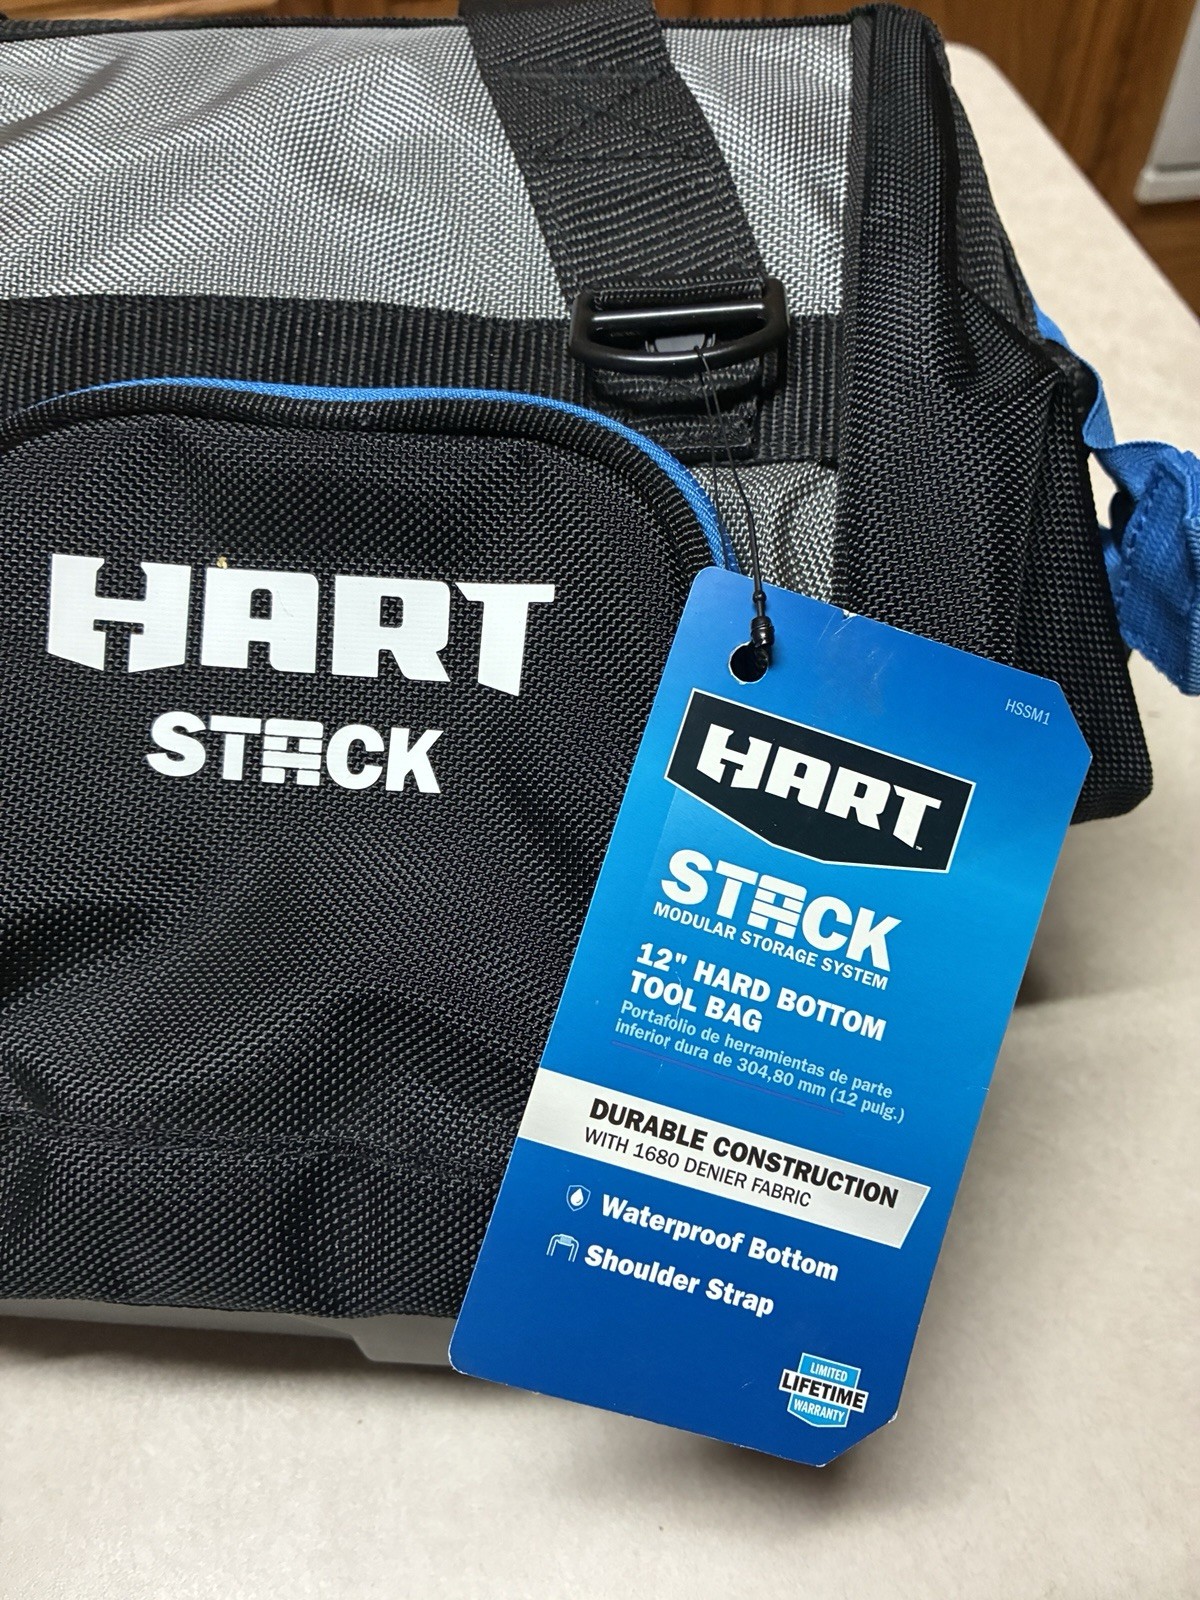 HART
STACK
HSSM1
HART™
STACK
MODULAR STORAGE SYSTEM
12" HARD BOTTOM
TOOL BAG
Portafolio de herramientas de parte
inferior dura de 304,80 mm (12 pulg.)
DURABLE CONSTRUCTION
WITH 1680 DENIER FABRIC
Waterproof Bottom
Shoulder Strap
LIMITED
LIFETIME
WARRANTY